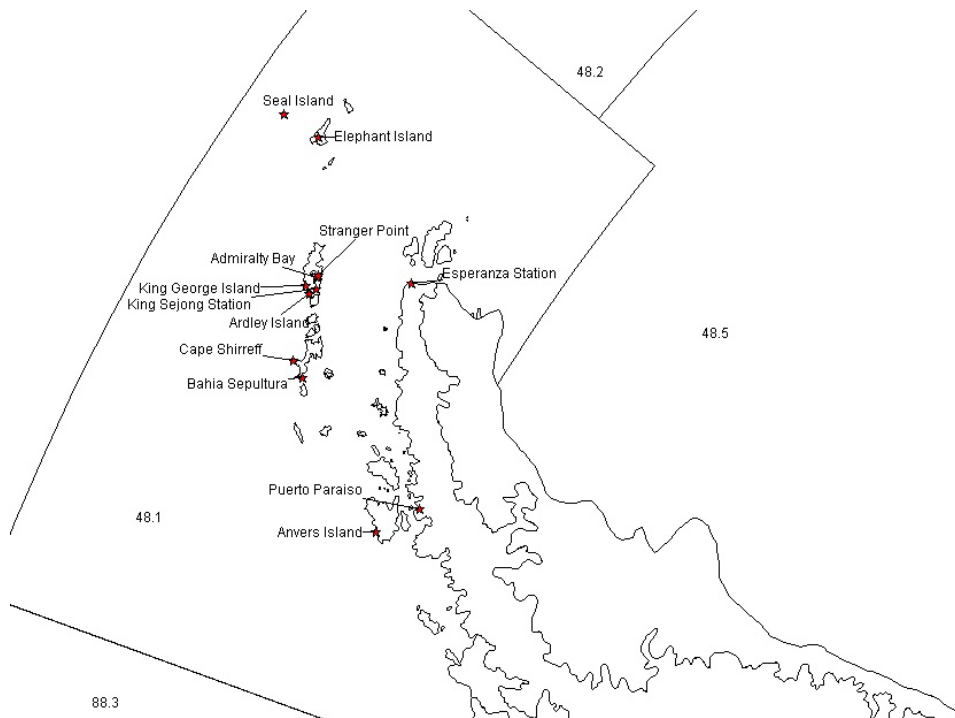 48.2
Seal Island
Elephant Island
Stranger Point
Admiralty Bay
Esperanza Station
King George Island
King Sejong Station
Ardley Island
48.5
Cape Shirreff
Bahia Sepultura
Puerto Paraiso
48.1
Anvers Island
88.3